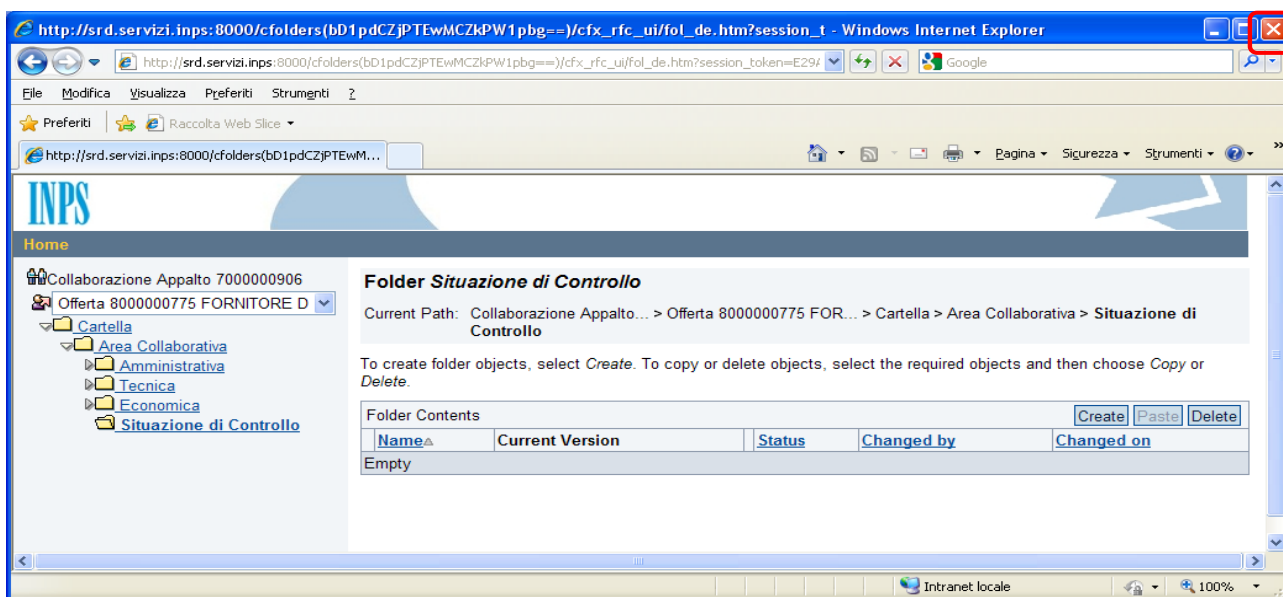 http://srd.servizi.inps:8000/cfolders(bD1pdCZjPTEwMCZkPW1pbg==)/cfx_rfc_ui/fol_de.htm?session_t - Windows Internet Explorer
http://srd.servizi.inps:8000/cfolders(bD1pdCZjPTEwMCZkPW1pbg==)/cfx_rfc_ui/fol_de.htm?session_token=E29A Google
File Modifica Visualizza Preferiti Strumenti ?
Preferiti Raccolta Web Slice
http://srd.servizi.inps:8000/cfolders(bD1pdCZjPTEwM... Pagina Sicurezza Strumenti »
INPS
Home
Collaborazione Appalto 7000000906
Offerta 8000000775 FORNITORE D
Cartella
Area Collaborativa
Amministrativa
Tecnica
Economica
Situazione di Controllo
Folder Situazione di Controllo
Current Path: Collaborazione Appalto... > Offerta 8000000775 FOR... > Cartella > Area Collaborativa > Situazione di
Controllo
To create folder objects, select Create. To copy or delete objects, select the required objects and then choose Copy or
Delete.
Folder Contents Create Paste Delete
Name Current Version Status Changed by Changed on
Empty
Intranet locale 100%